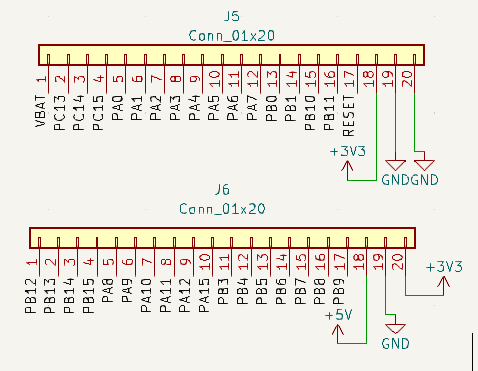 J5
Conn_01x20
1 2 3 4 5 6 7 8 9 10 11 12 13 14 15 16 17 18 19 20
VBAT PC13 PC14 PC15 PA0 PA1 PA2 PA3 PA4 PA5 PA6 PA7 PB0 PB1 PB10 PB11 RESET
+3V3
GND GND
J6
Conn_01x20
1 2 3 4 5 6 7 8 9 10 11 12 13 14 15 16 17 18 19 20
PB12 PB13 PB14 PB15 PA8 PA9 PA10 PA11 PA12 PA15 PB3 PB4 PB5 PB6 PB7 PB8 PB9
+3V3
+5V
GND